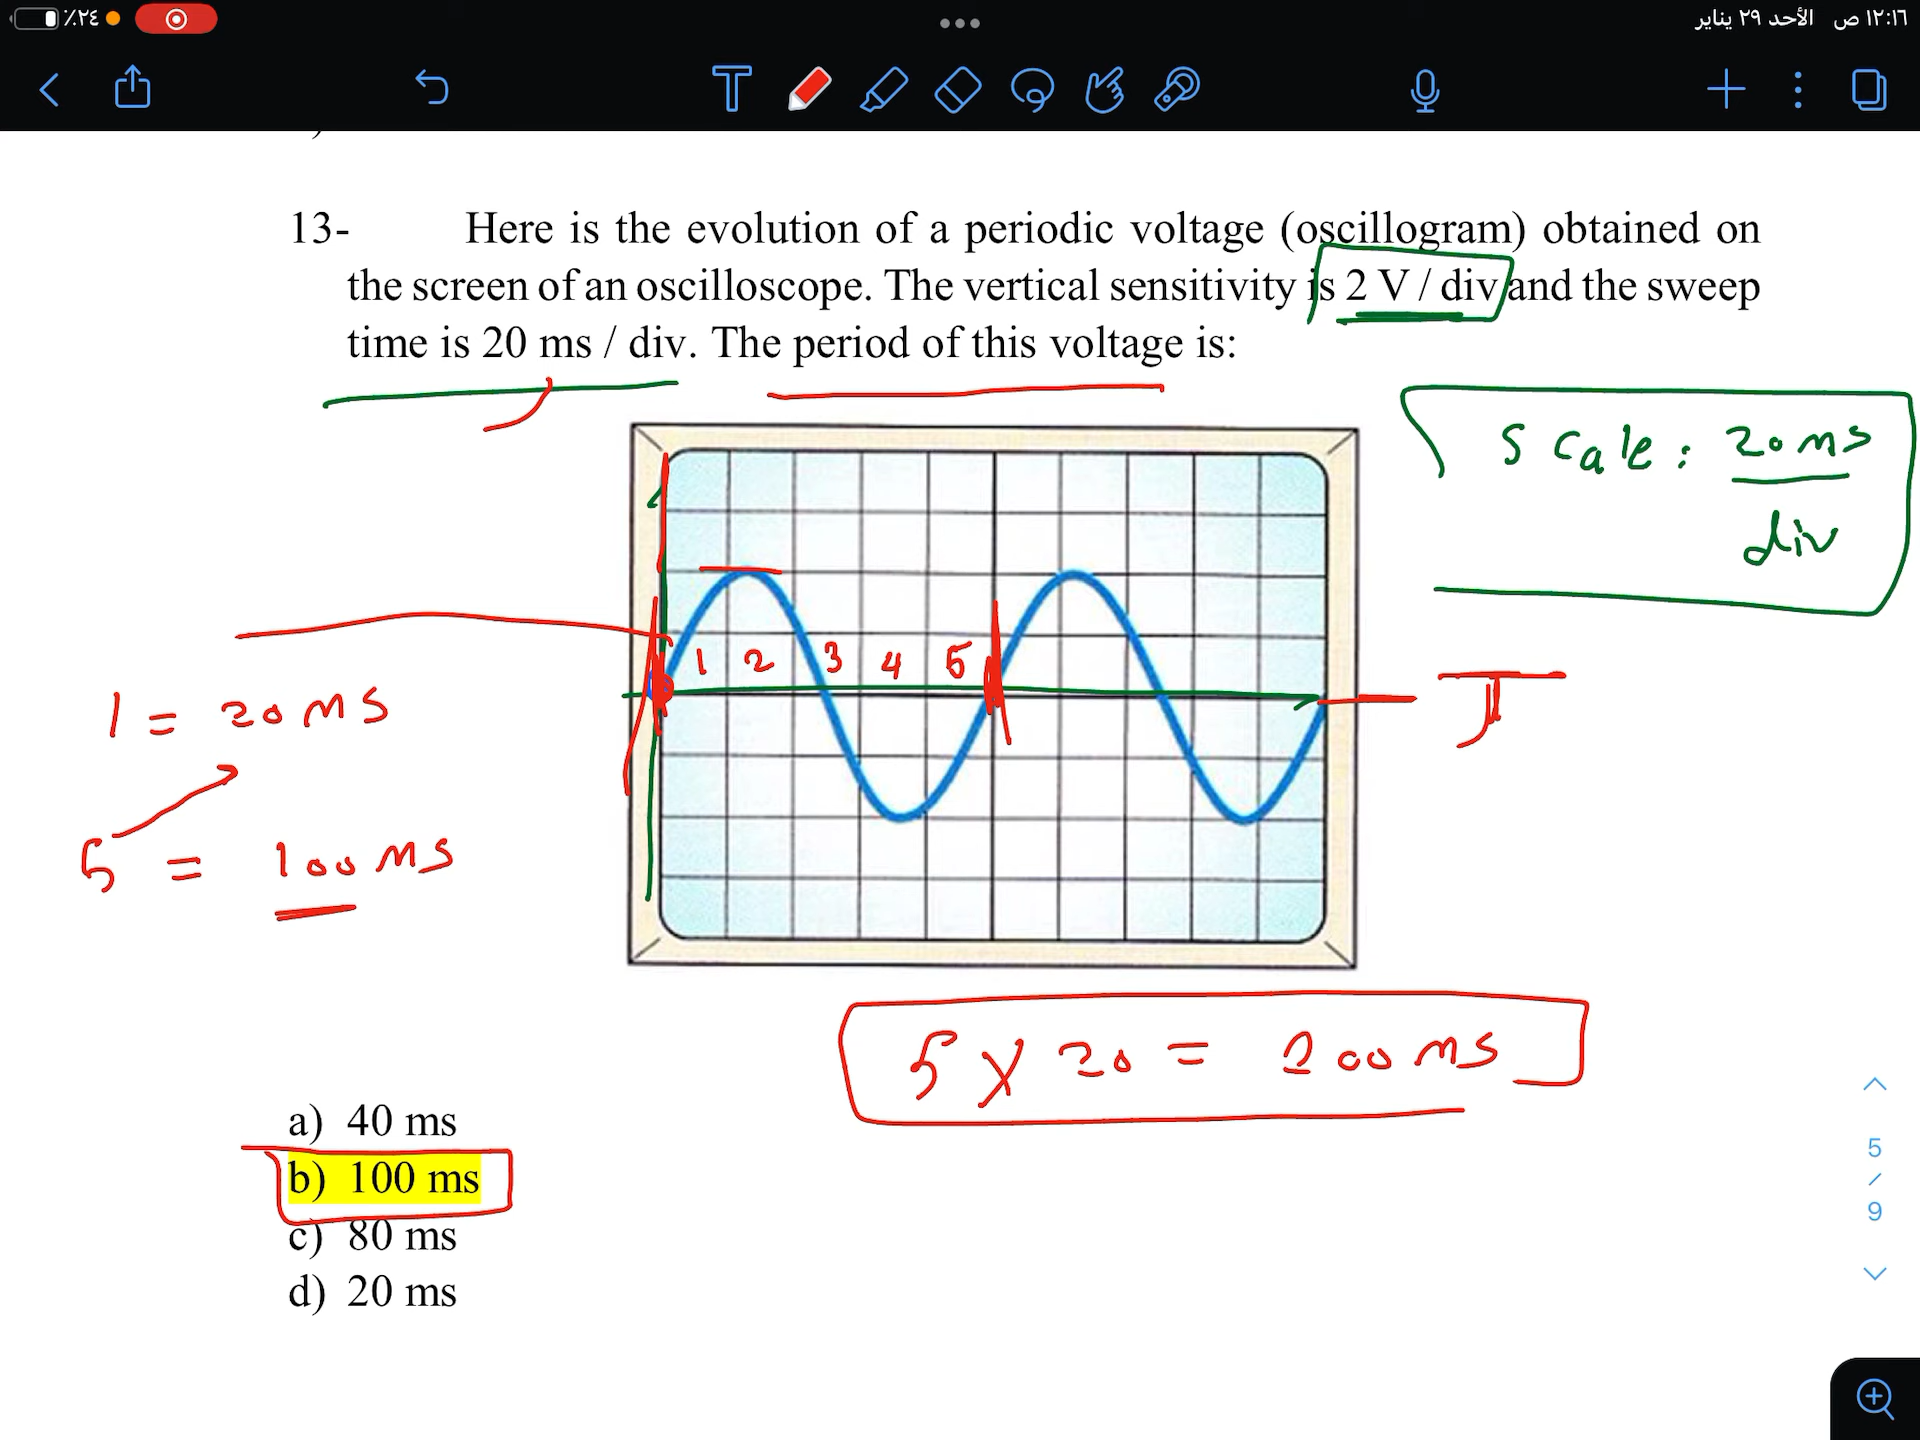 ١٢:١٦ ص الأحد ٢٩ يناير
٪٢٤
13- Here is the evolution of a periodic voltage (oscillogram) obtained on
the screen of an oscilloscope. The vertical sensitivity is 2 V / div and the sweep
time is 20 ms / div. The period of this voltage is:
Scale: 20 ms
div
1 2 3 4 5
1 = 20 ms
5 = 100 ms
5 x 20 = 200 ms
a) 40 ms
b) 100 ms
c) 80 ms
d) 20 ms
5
/
9